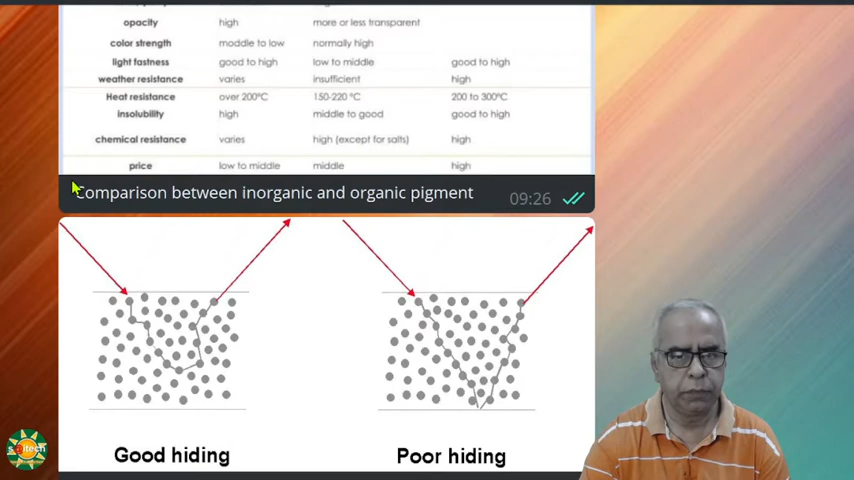 opacity high more or less transparent
color strength moddle to low normally high
light fastness good to high low to middle good to high
weather resistance varies insufficient high
Heat resistance over 200ºC 150-220 ºC 200 to 300ºC
insolubility high middle to good good to high
chemical resistance varies high (except for salts) high
price low to middle middle high
Comparison between inorganic and organic pigment
09:26
Good hiding Poor hiding